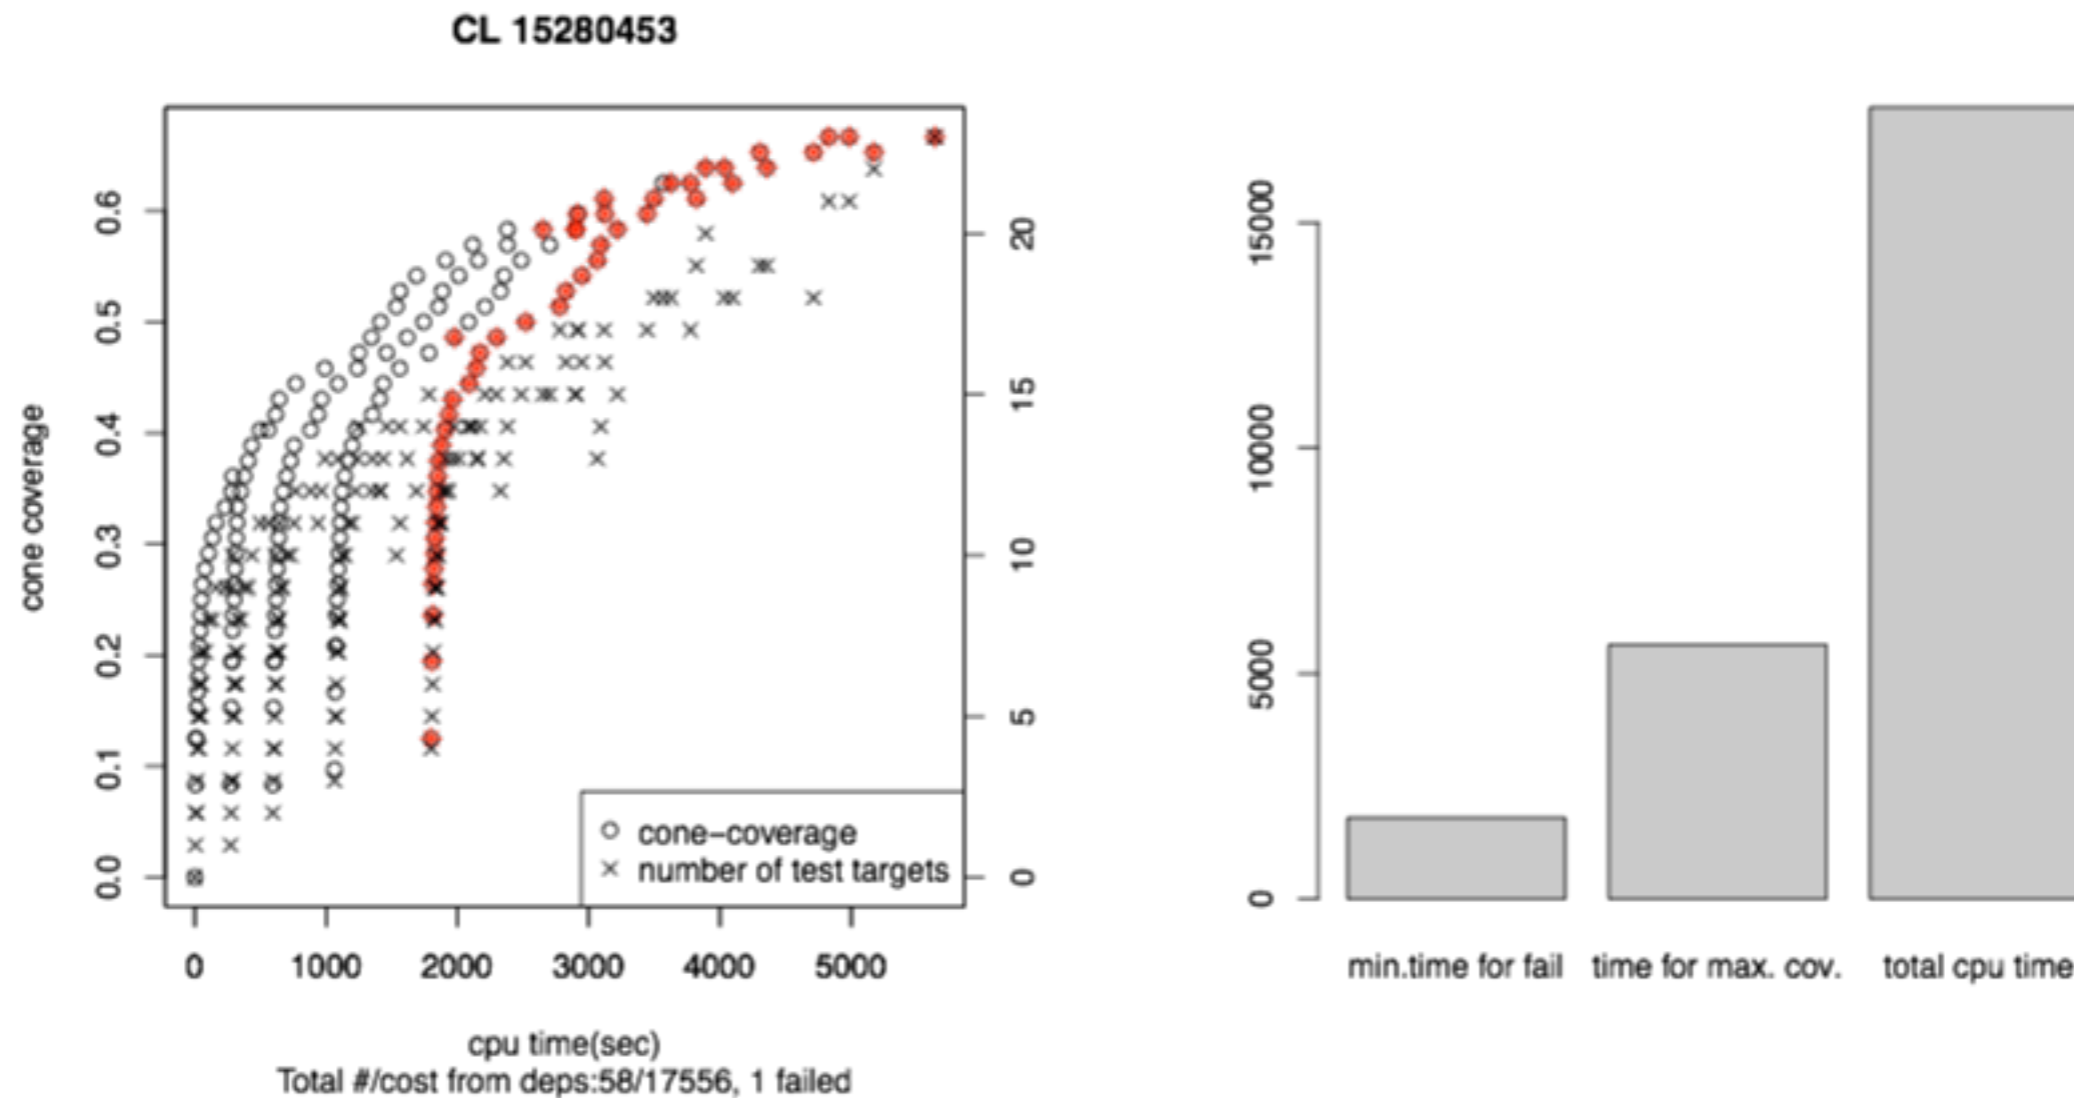 CL 15280453
cone coverage
0.6
0.5
0.4
0.3
0.2
0.1
0.0
20
15
10
5
0
cone-coverage
number of test targets
0 1000 2000 3000 4000 5000
cpu time(sec)
Total #/cost from deps:58/17556, 1 failed
15000
10000
5000
0
min.time for fail time for max. cov. total cpu time